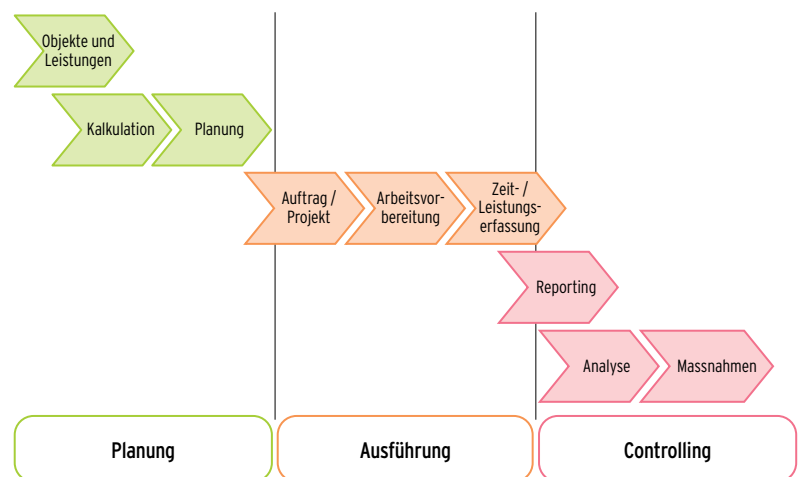 Objekte und
Leistungen
Kalkulation
Planung
Auftrag /
Projekt
Arbeitsvor-
bereitung
Zeit- /
Leistungs-
erfassung
Reporting
Analyse
Massnahmen
Planung
Ausführung
Controlling